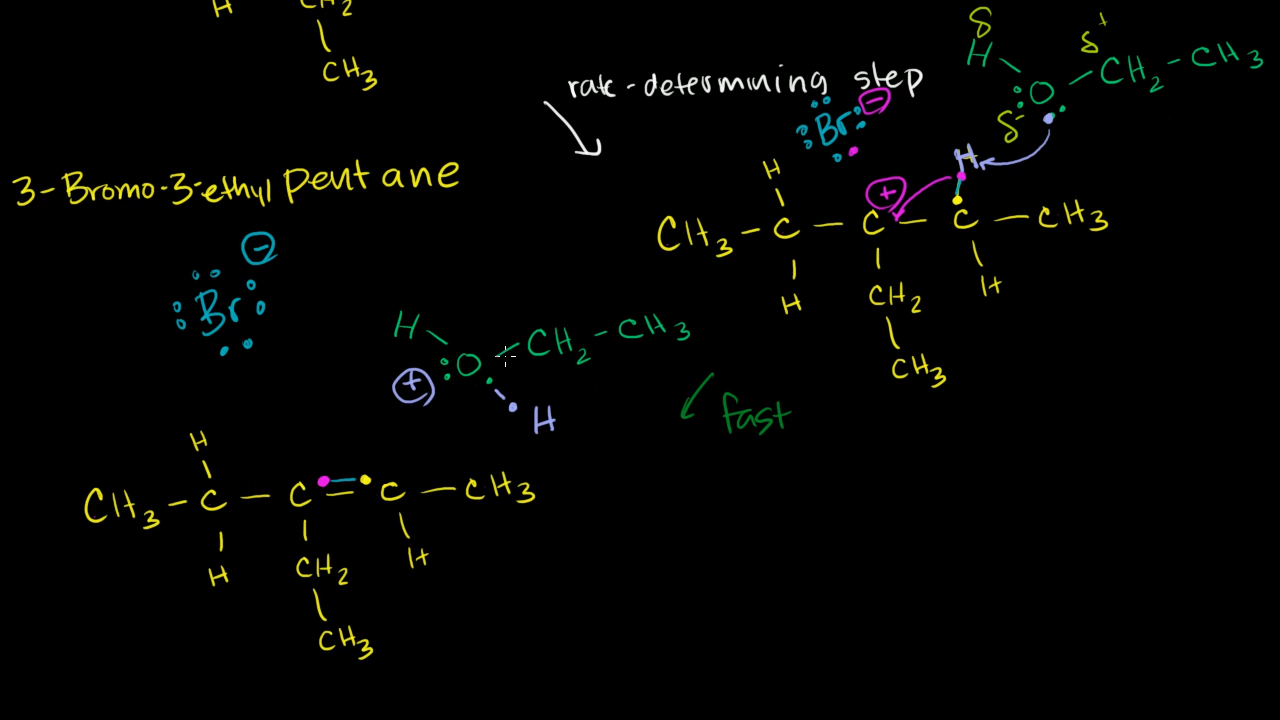 H CH2
CH3
rate-determining step
δ δ+
H O CH2-CH3
δ-
Br -
H
H +
CH3-C-C-C-CH3
H CH2 H
CH3
3-Bromo-3-ethyl pentane
Br -
H O CH2-CH3
+ H
fast
H
CH3-C-C=C-CH3
H CH2 H
CH3